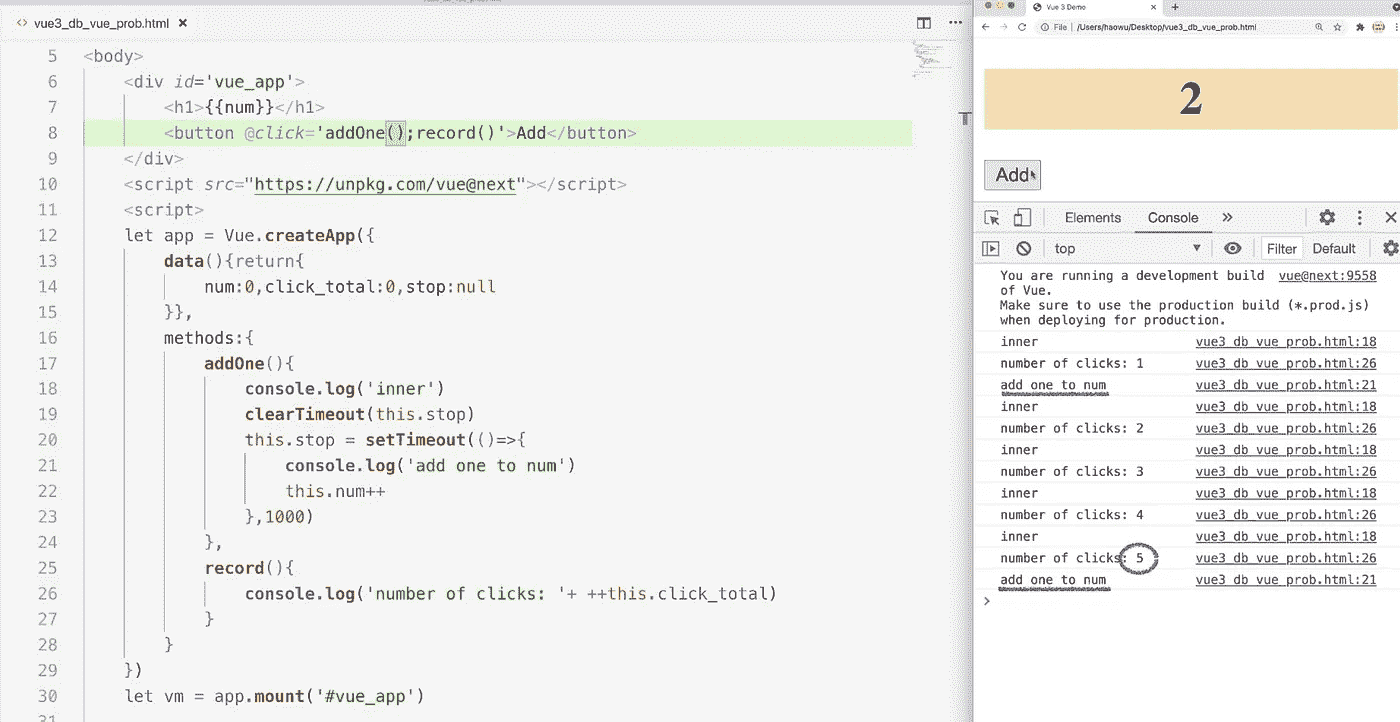 vue3_db_vue_prob.html
5 <body>
6 <div id='vue_app'>
7 <h1>{{num}}</h1>
8 <button @click='addOne();record()'>Add</button>
9 </div>
10 <script src="https://unpkg.com/vue@next"></script>
11 <script>
12 let app = Vue.createApp({
13 data(){return{
14 num:0,click_total:0,stop:null
15 }},
16 methods:{
17 addOne(){
18 console.log('inner')
19 clearTimeout(this.stop)
20 this.stop = setTimeout(()=>{
21 console.log('add one to num')
22 this.num++
23 },1000)
24 },
25 record(){
26 console.log('number of clicks: '+ ++this.click_total)
27 }
28 }
29 })
30 let vm = app.mount('#vue_app')
31
Vue 3 Demo
File | /Users/haowu/Desktop/vue3_db_vue_prob.html
2
Add
Elements Console »
top Filter Default
You are running a development build vue@next:9558
of Vue.
Make sure to use the production build (*.prod.js)
when deploying for production.
inner vue3_db_vue_prob.html:18
number of clicks: 1 vue3_db_vue_prob.html:26
add one to num vue3_db_vue_prob.html:21
inner vue3_db_vue_prob.html:18
number of clicks: 2 vue3_db_vue_prob.html:26
inner vue3_db_vue_prob.html:18
number of clicks: 3 vue3_db_vue_prob.html:26
inner vue3_db_vue_prob.html:18
number of clicks: 4 vue3_db_vue_prob.html:26
inner vue3_db_vue_prob.html:18
number of clicks: 5 vue3_db_vue_prob.html:26
add one to num vue3_db_vue_prob.html:21